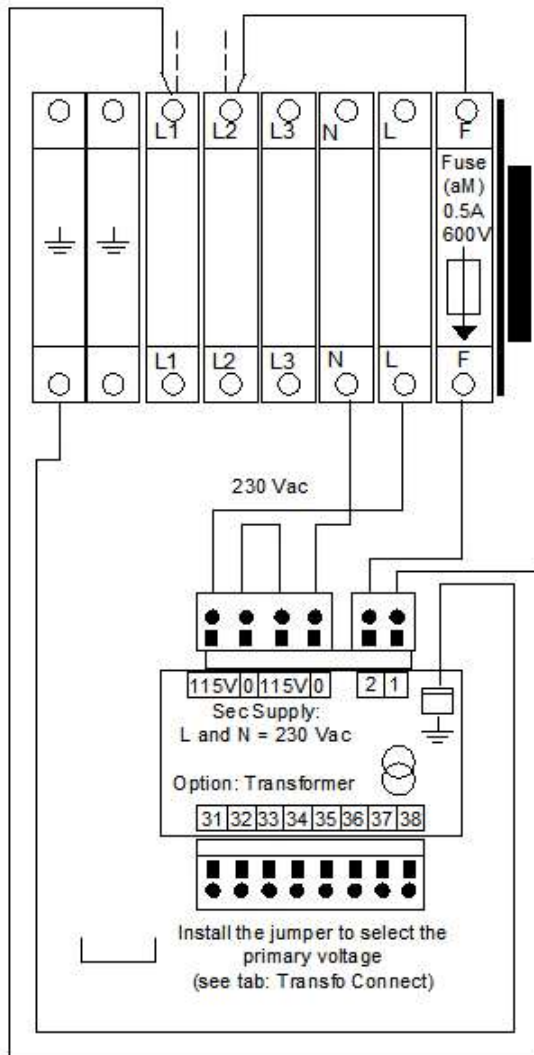 L1 L2 L3 N L F
Fuse
(aM)
0.5A
600V
L1 L2 L3 N L F
230 Vac
115V 0 115V 0 2 1
Sec Supply:
L and N = 230 Vac
Option: Transformer
31 32 33 34 35 36 37 38
Install the jumper to select the
primary voltage
(see tab: Transfo Connect)